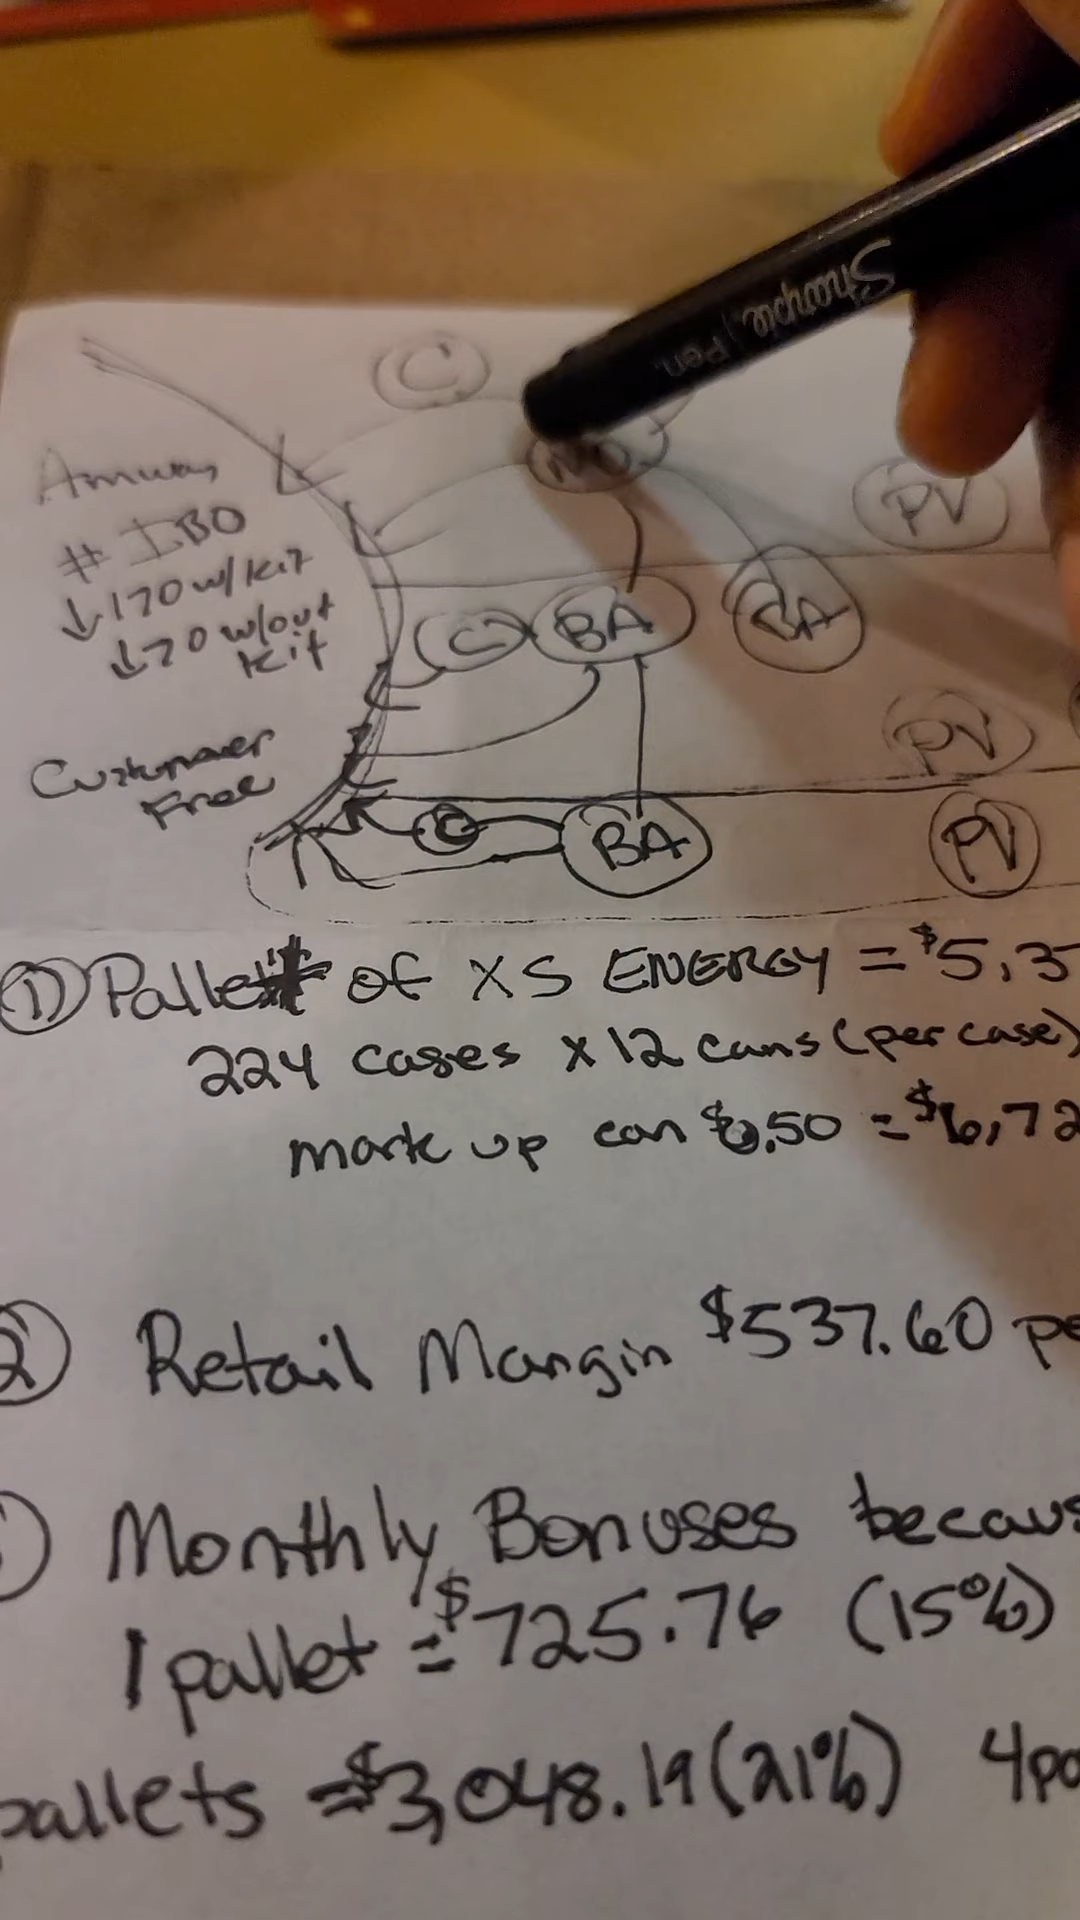 Sharpie. Pen.
C
NO
Amway
# IBO
↓170 w/kit
↓70 w/out
kit
PV
C BA BA
Customer
Free
PV
C BA PV
① Pallet of XS ENERGY = $5,3
224 cases x 12 cans (per case)
mark up can $0.50 = $6,72
2 Retail Margin $537.60
Monthly Bonuses
1 pallet = $725.76 (15%)
pallets = $3,048.19 (21%) 4